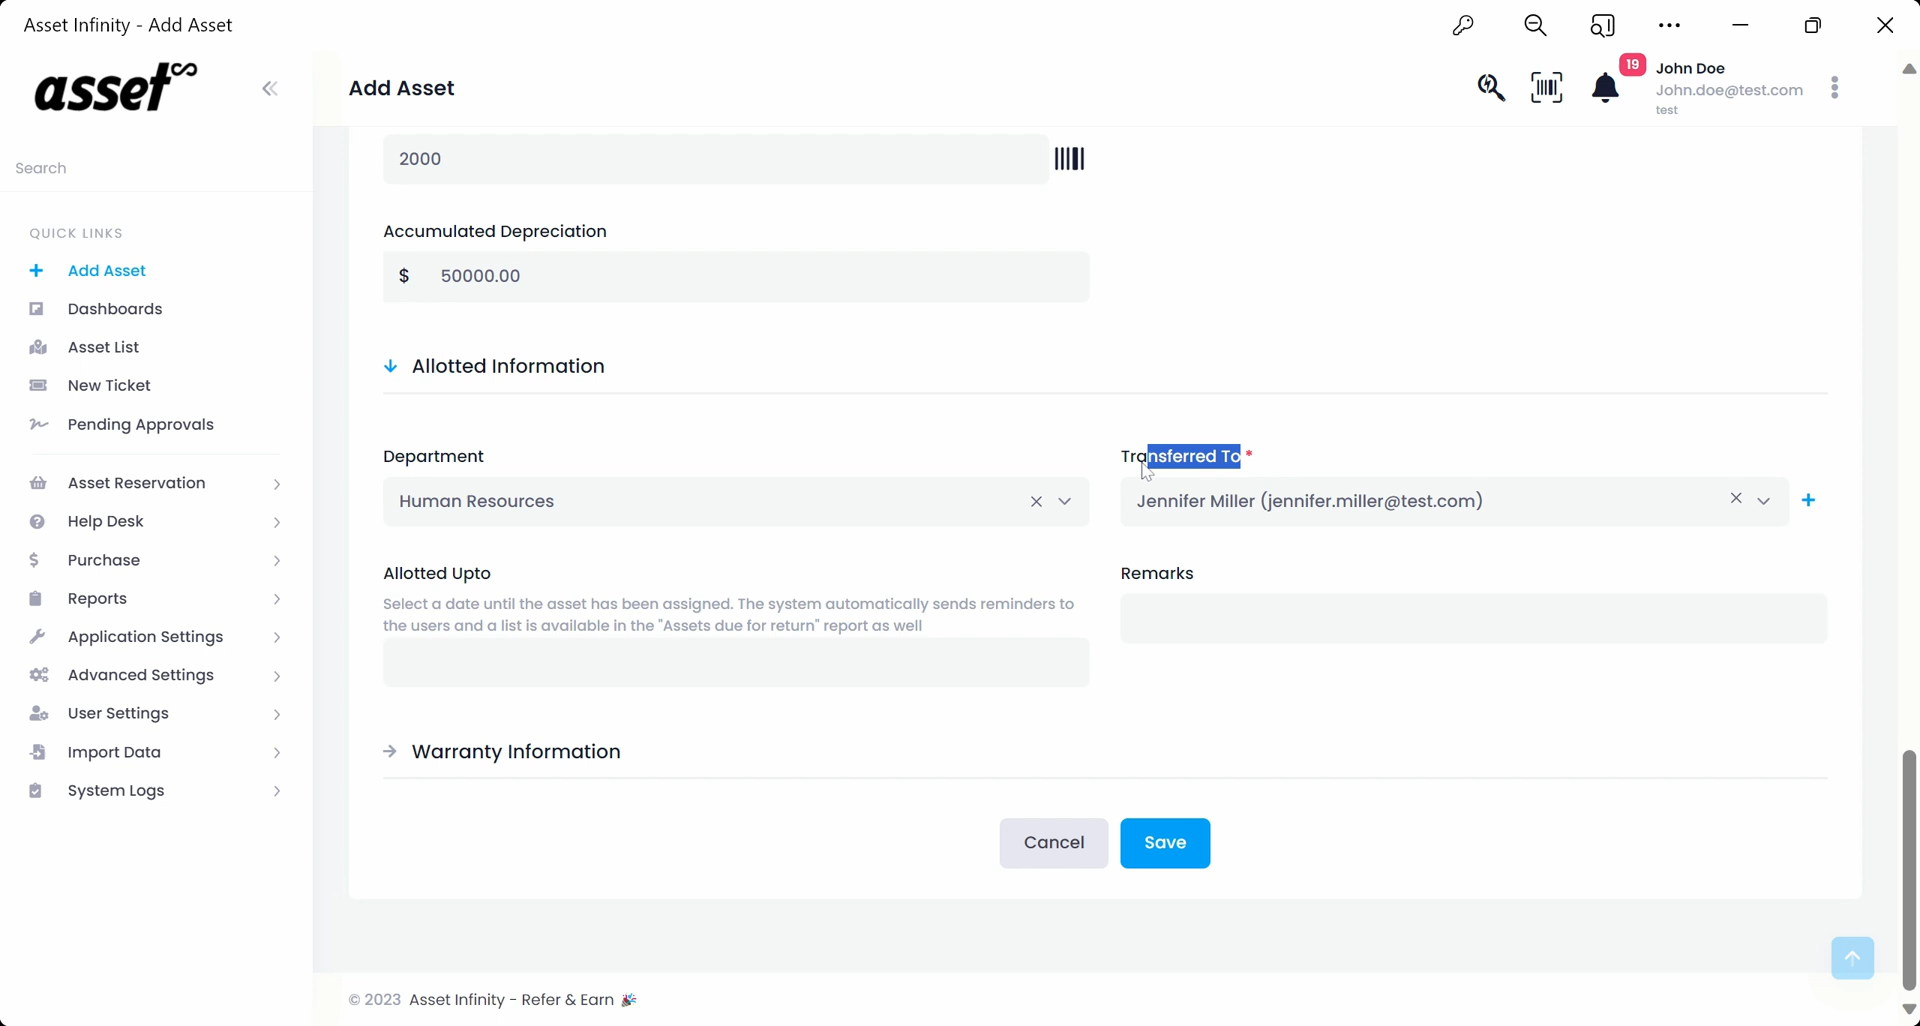 Asset Infinity - Add Asset
asset∞
Add Asset
19
John Doe
John.doe@test.com
test
Search
QUICK LINKS
Add Asset
Dashboards
Asset List
New Ticket
Pending Approvals
Asset Reservation
Help Desk
$ Purchase
Reports
Application Settings
Advanced Settings
User Settings
Import Data
System Logs
2000
Accumulated Depreciation
$ 50000.00
Allotted Information
Department
Human Resources
Transferred To *
Jennifer Miller (jennifer.miller@test.com)
Allotted Upto
Select a date until the asset has been assigned. The system automatically sends reminders to
the users and a list is available in the "Assets due for return" report as well
Remarks
Warranty Information
Cancel
Save
© 2023 Asset Infinity - Refer & Earn 🎉